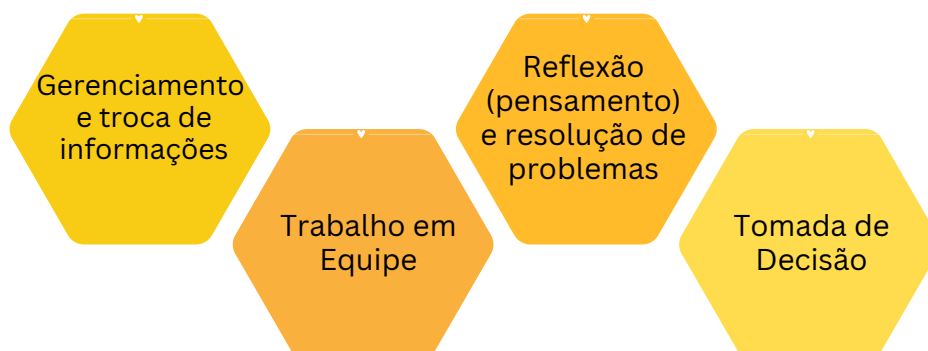 Gerenciamento
e troca de
informações
Trabalho em
Equipe
Reflexão
(pensamento)
e resolução de
problemas
Tomada de
Decisão